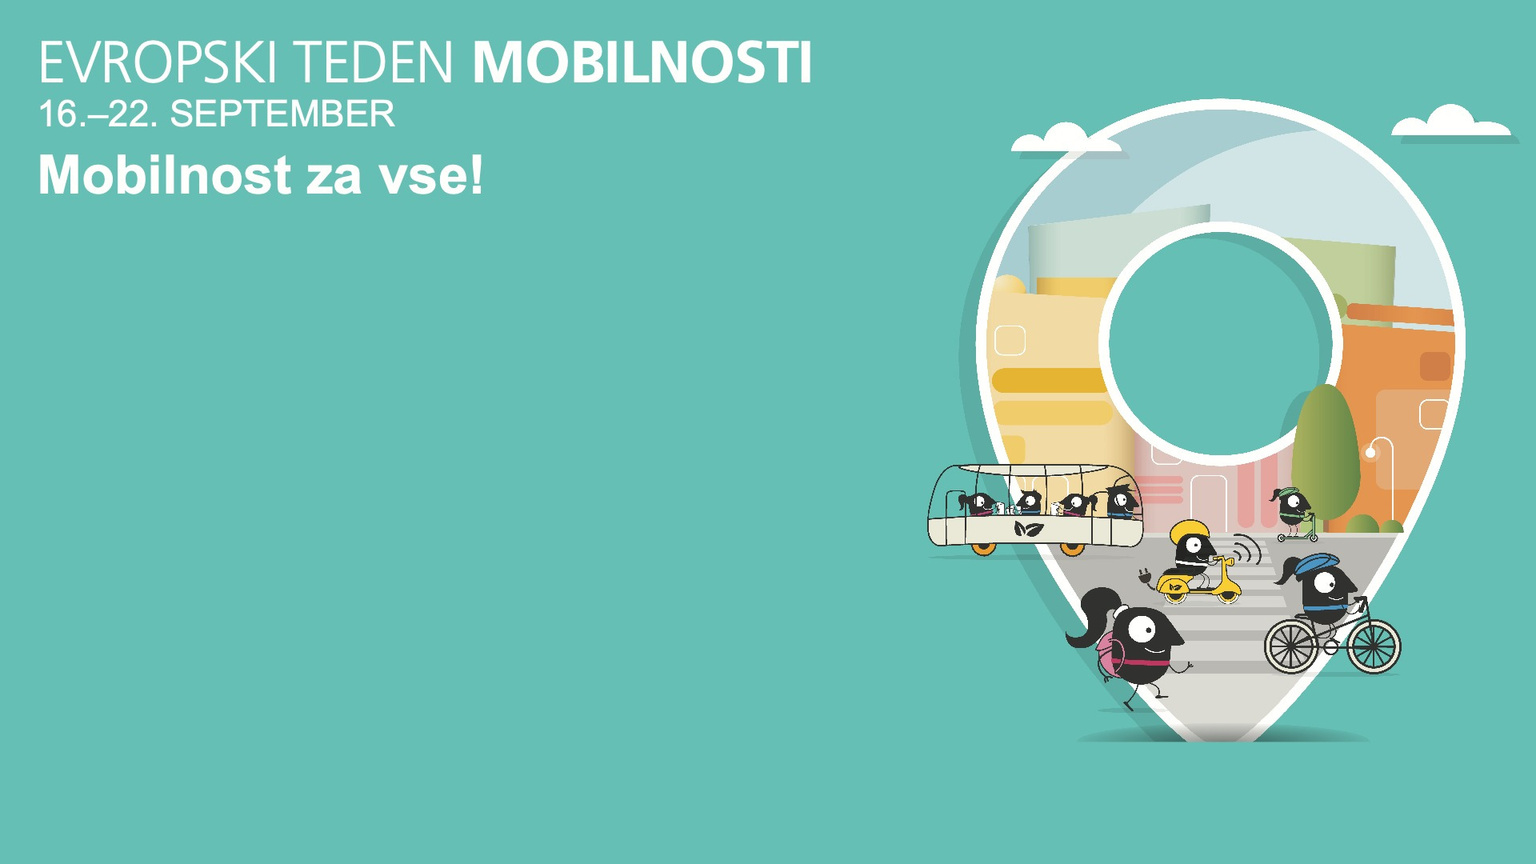 EVROPSKI TEDEN MOBILNOSTI
16.–22. SEPTEMBER
Mobilnost za vse!